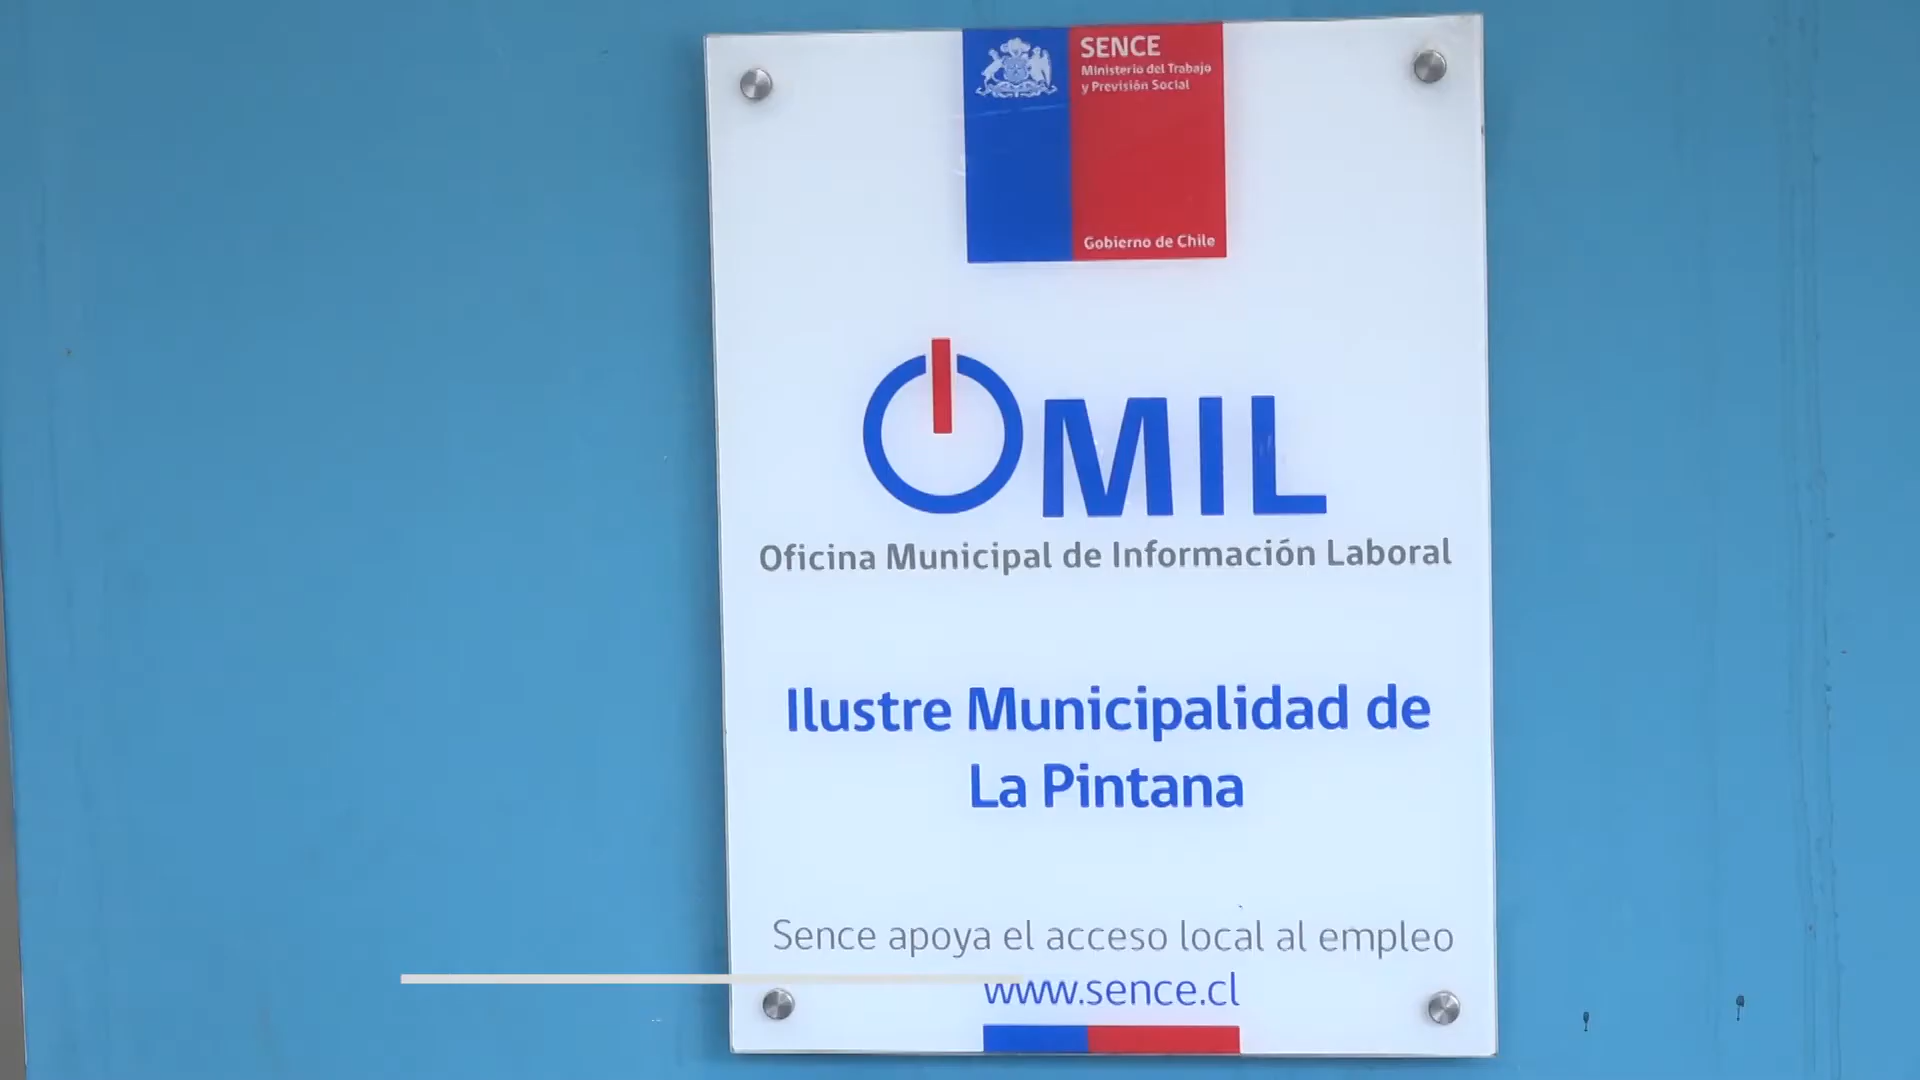 SENCE
Ministerio del Trabajo
y Previsión Social
Gobierno de Chile
OMIL
Oficina Municipal de Información Laboral
Ilustre Municipalidad de
La Pintana
Sence apoya el acceso local al empleo
www.sence.cl